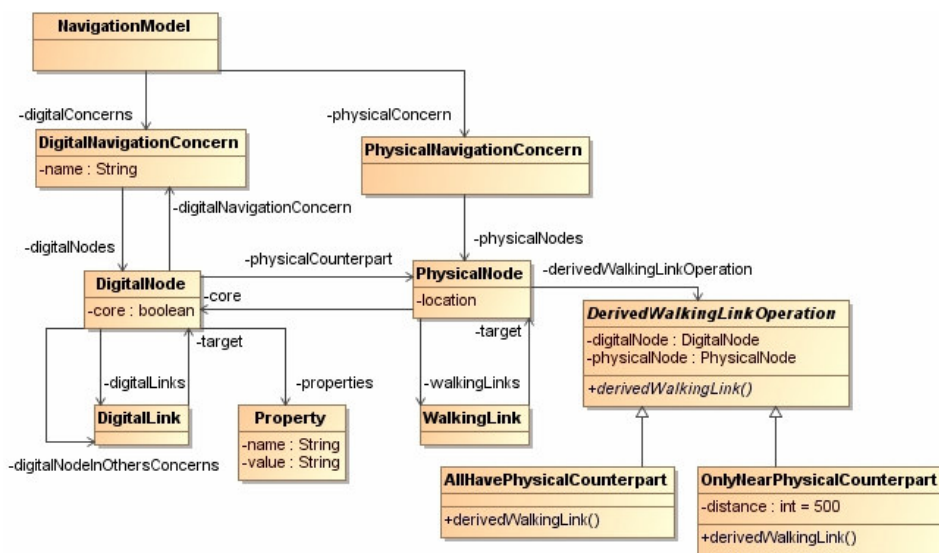 NavigationModel
-digitalConcerns
-physicalConcern
DigitalNavigationConcern
-name : String
PhysicalNavigationConcern
-digitalNavigationConcern
-digitalNodes
-physicalNodes
-physicalCounterpart
DigitalNode
-core : boolean
-core
PhysicalNode
-location
-derivedWalkingLinkOperation
DerivedWalkingLinkOperation
-digitalNode : DigitalNode
-physicalNode : PhysicalNode
+derivedWalkingLink()
-target
-target
-digitalLinks
-properties
-walkingLinks
DigitalLink
Property
-name : String
-value : String
WalkingLink
-digitalNodeInOthersConcerns
AllHavePhysicalCounterpart
+derivedWalkingLink()
OnlyNearPhysicalCounterpart
-distance : int = 500
+derivedWalkingLink()